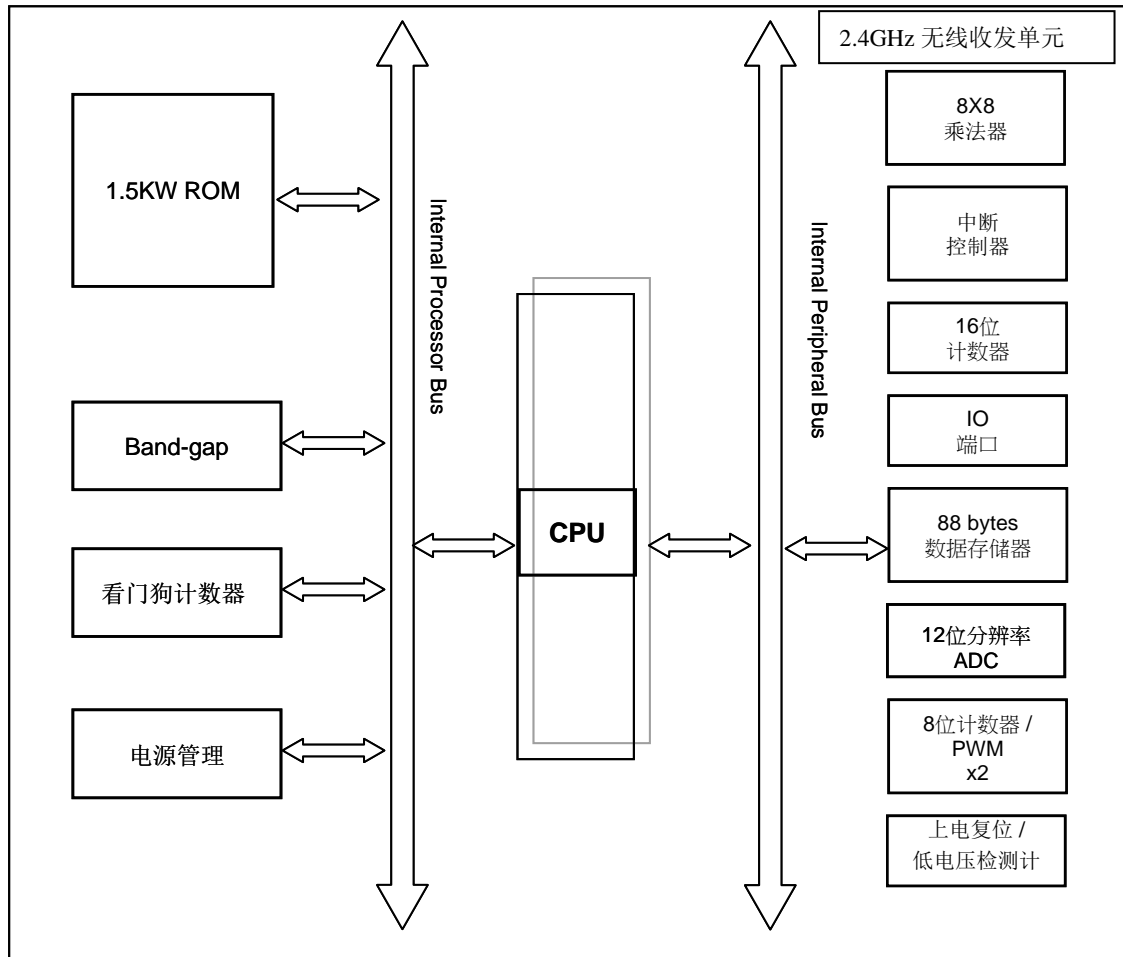 2.4GHz 无线收发单元
1.5KW ROM
Band-gap
看门狗计数器
电源管理
Internal Processor Bus
CPU
Internal Peripheral Bus
8X8
乘法器
中断
控制器
16位
计数器
IO
端口
88 bytes
数据存储器
12位分辨率
ADC
8位计数器 /
PWM
x2
上电复位 /
低电压检测计